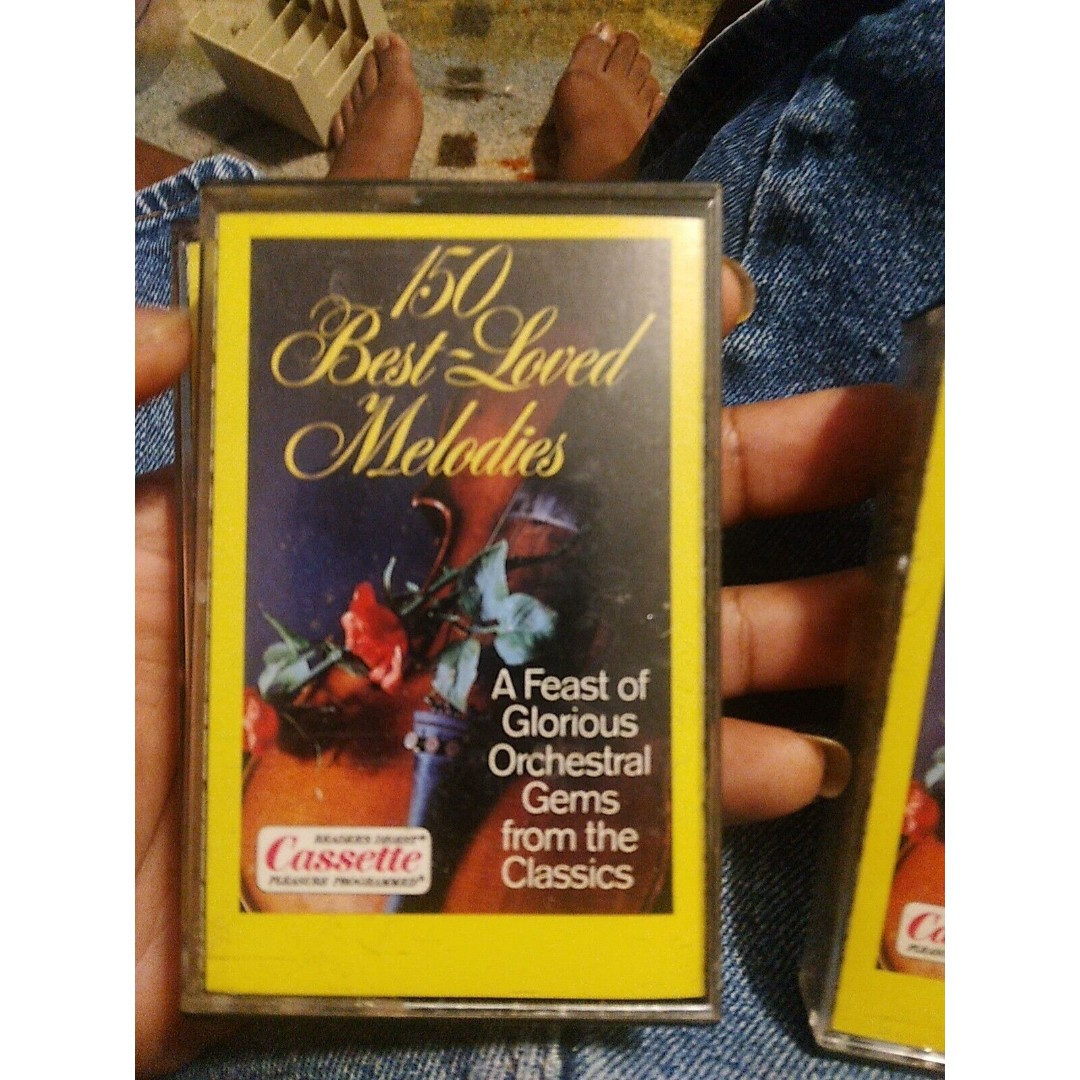 150
Best-Loved
Melodies
A Feast of
Glorious
Orchestral
Gems
from the
Classics
READER'S DIGEST®
Cassette
PLEASURE PROGRAMMED®